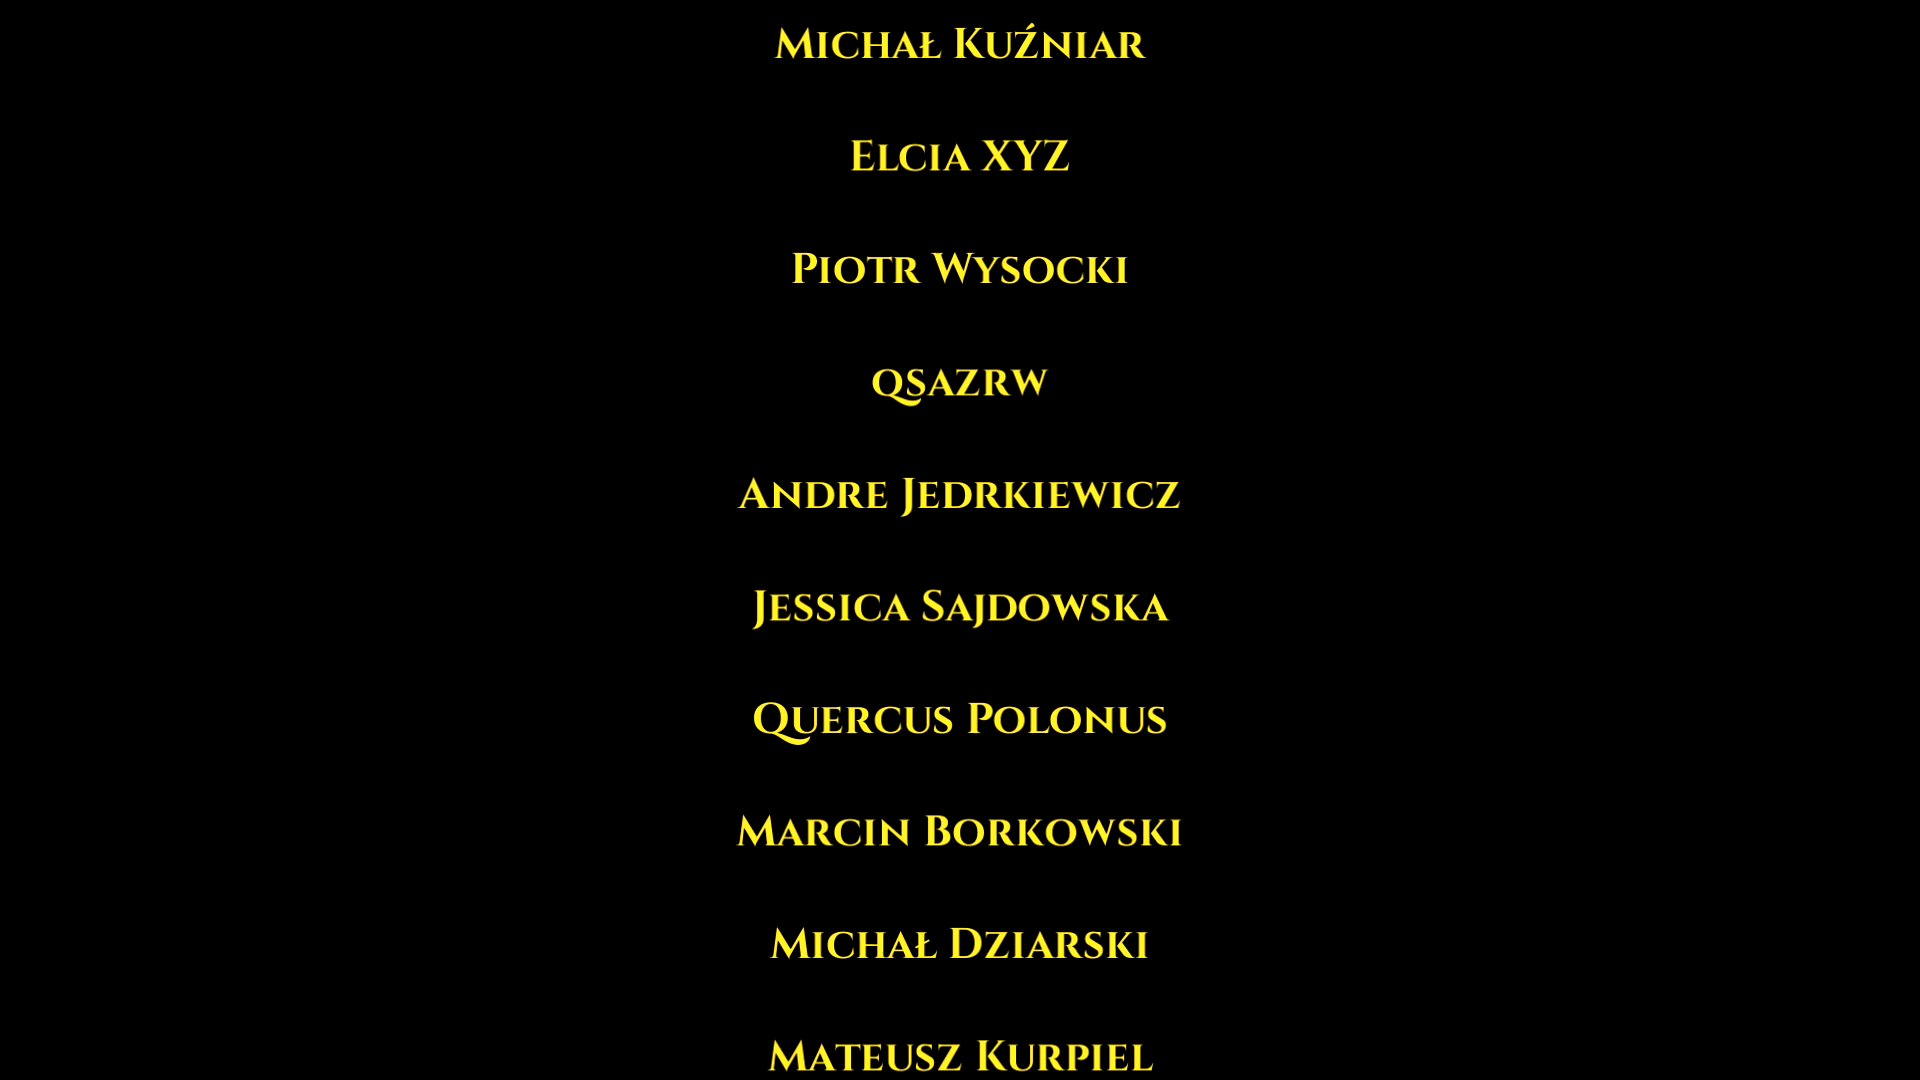 Michał Kuźniar
Elcia XYZ
Piotr Wysocki
qsazrw
Andre Jedrkiewicz
Jessica Sajdowska
Quercus Polonus
Marcin Borkowski
Michał Dziarski
Mateusz Kurpiel